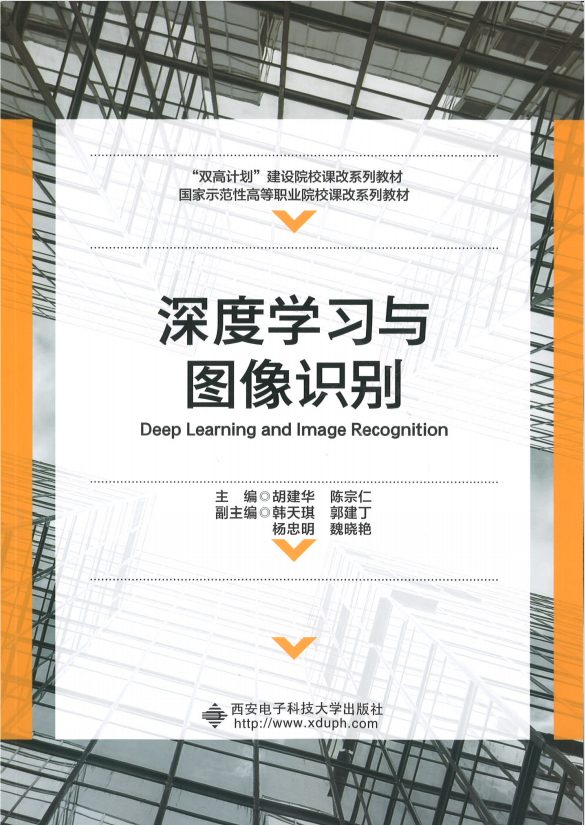 “双高计划”建设院校课改系列教材
国家示范性高等职业院校课改系列教材
深度学习与
图像识别
Deep Learning and Image Recognition
主　编◎胡建华　陈宗仁
副主编◎韩天琪　郭建丁
杨忠明　魏晓艳
西安电子科技大学出版社
http://www.xduph.com